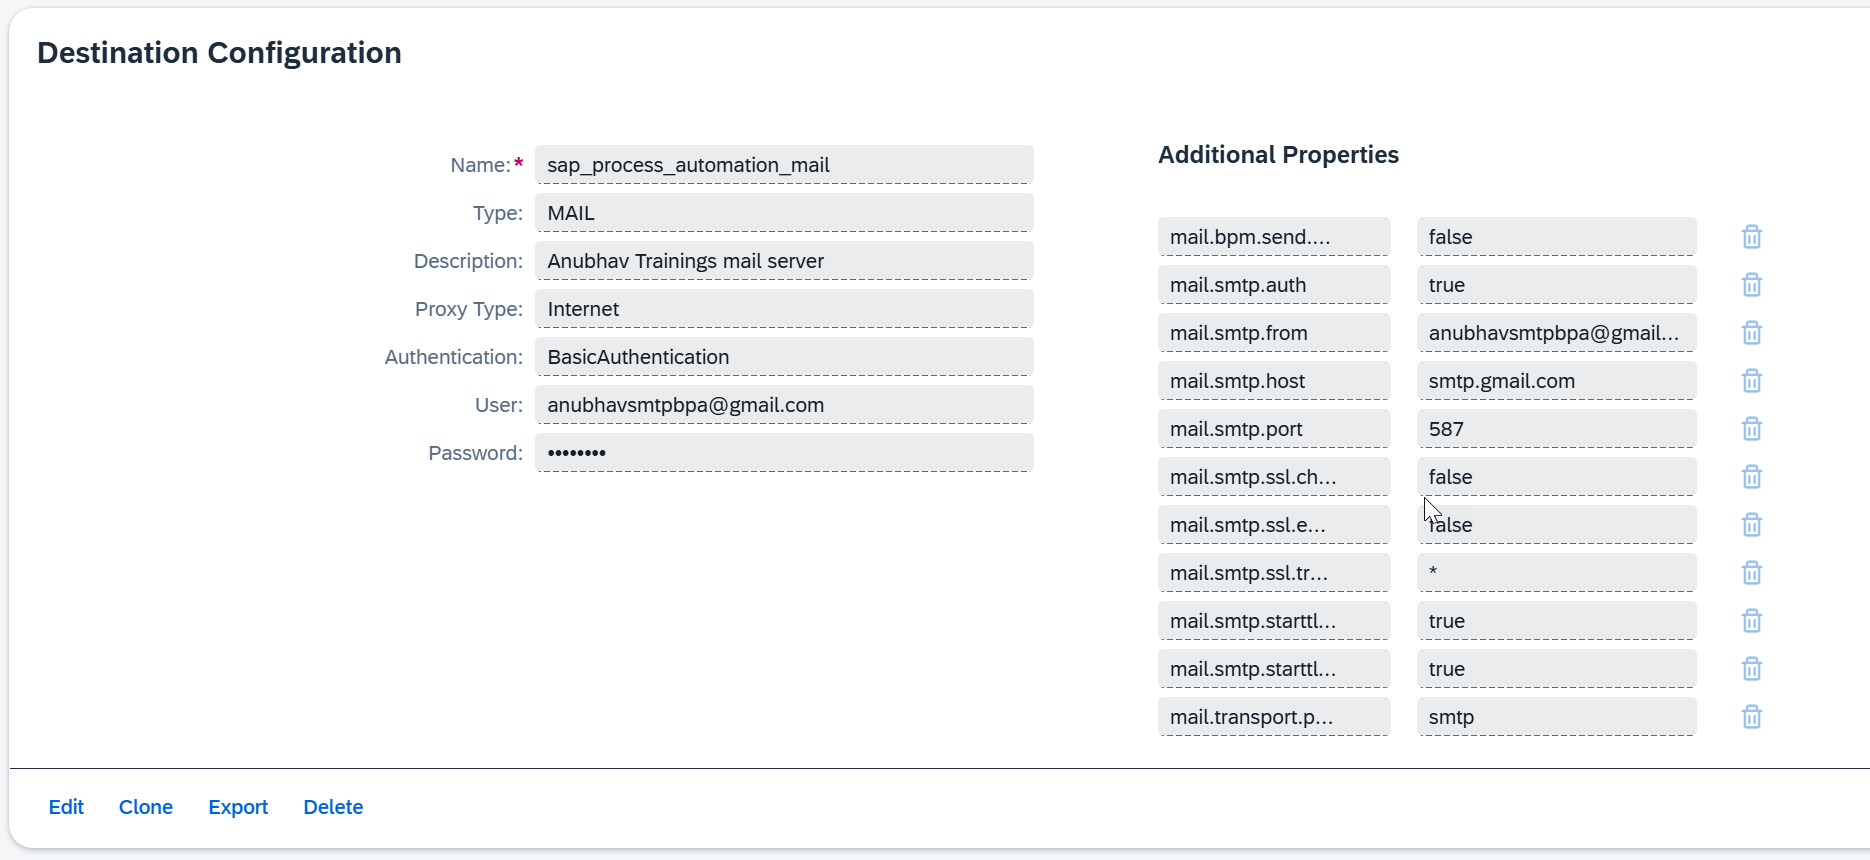 Destination Configuration
Name:* sap_process_automation_mail
Type: MAIL
Description: Anubhav Trainings mail server
Proxy Type: Internet
Authentication: BasicAuthentication
User: anubhavsmtpbpa@gmail.com
Password: ••••••••
Additional Properties
mail.bpm.send.... false
mail.smtp.auth true
mail.smtp.from anubhavsmtpbpa@gmail...
mail.smtp.host smtp.gmail.com
mail.smtp.port 587
mail.smtp.ssl.ch... false
mail.smtp.ssl.e... false
mail.smtp.ssl.tr... *
mail.smtp.starttl... true
mail.smtp.starttl... true
mail.transport.p... smtp
Edit Clone Export Delete